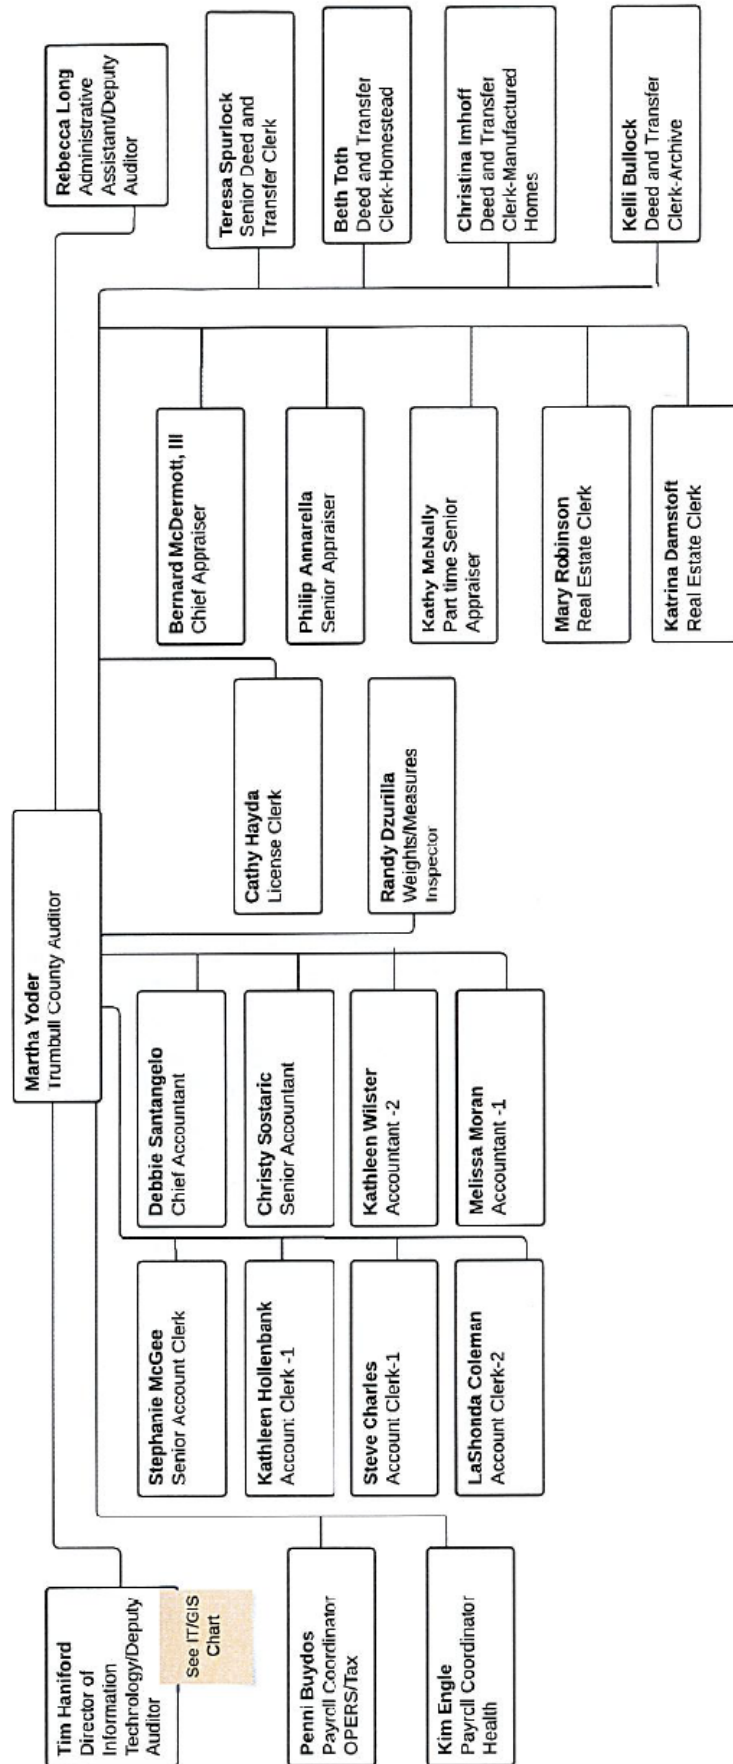 Martha Yoder
Trumbull County Auditor
Tim Haniford
Director of
Information
Technology/Deputy
Auditor
See IT/GIS
Chart
Rebecca Long
Administrative
Assistant/Deputy
Auditor
Penni Buydos
Payroll Coordinator
OPERS/Tax
Kim Engle
Payroll Coordinator
Health
Stephanie McGee
Senior Account Clerk
Kathleen Hollenbank
Account Clerk -1
Steve Charles
Account Clerk-1
LaShonda Coleman
Account Clerk-2
Debbie Santangelo
Chief Accountant
Christy Sostaric
Senior Accountant
Kathleen Wilster
Accountant -2
Melissa Moran
Accountant -1
Cathy Hayda
License Clerk
Randy Dzurilla
Weights/Measures
Inspector
Bernard McDermott, III
Chief Appraiser
Philip Annarella
Senior Appraiser
Kathy McNally
Part time Senior
Appraiser
Mary Robinson
Real Estate Clerk
Katrina Damstoft
Real Estate Clerk
Teresa Spurlock
Senior Deed and
Transfer Clerk
Beth Toth
Deed and Transfer
Clerk-Homestead
Christina Imhoff
Deed and Transfer
Clerk-Manufactured
Homes
Kelli Bullock
Deed and Transfer
Clerk-Archive